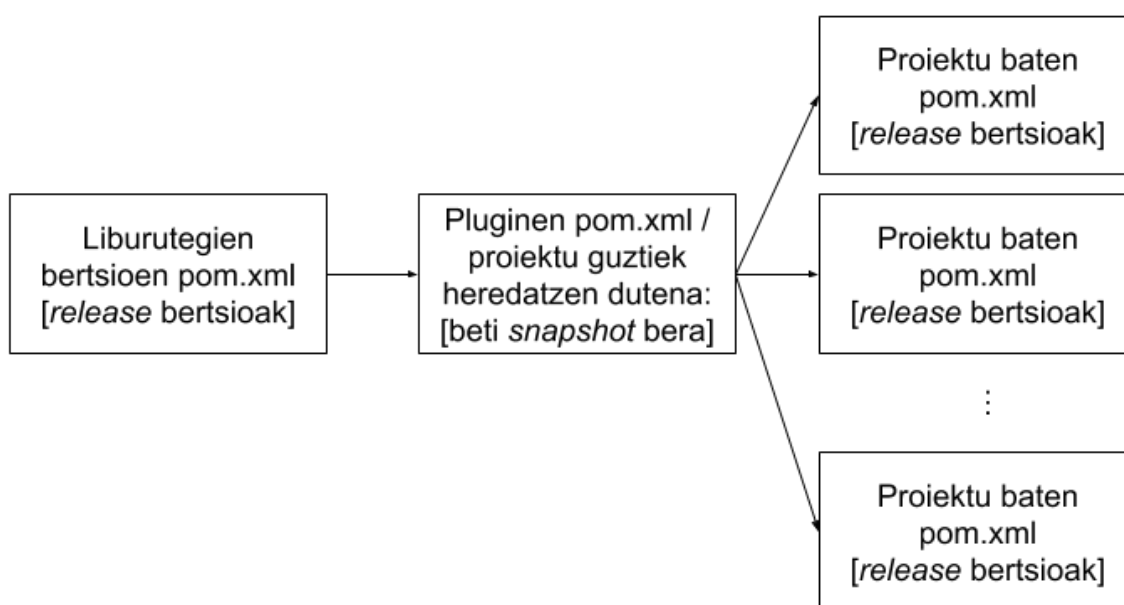 Liburutegien
bertsioen pom.xml
[release bertsioak]
Pluginen pom.xml /
proiektu guztiek
heredatzen dutena:
[beti snapshot bera]
Proiektu baten
pom.xml
[release bertsioak]
Proiektu baten
pom.xml
[release bertsioak]
⋮
Proiektu baten
pom.xml
[release bertsioak]